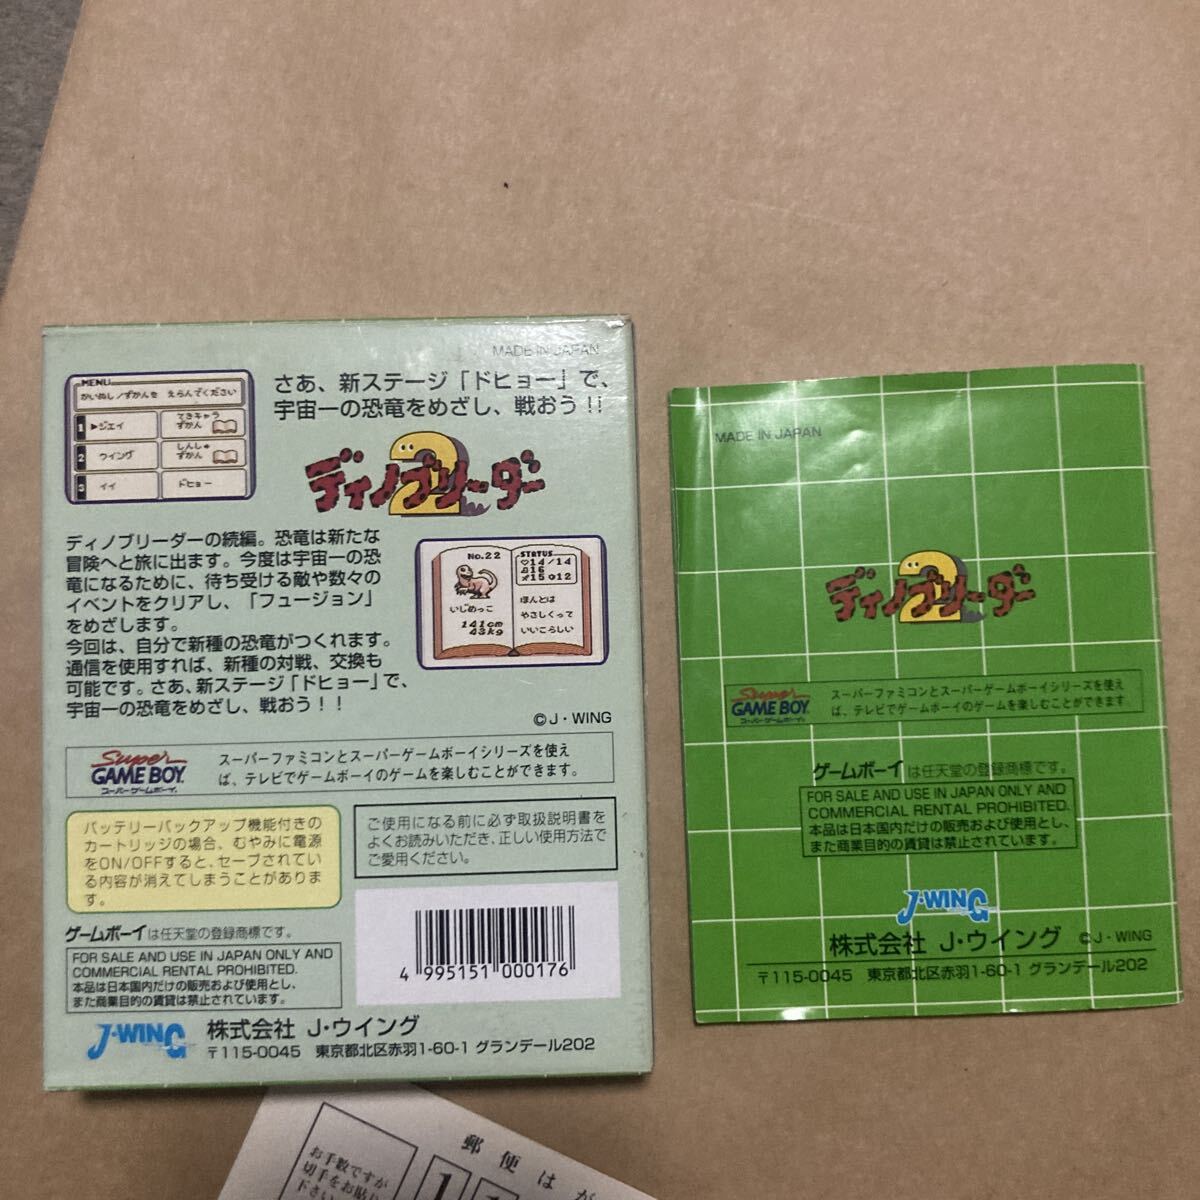 MADE IN JAPAN
さあ、新ステージ「ドヒョー」で、
宇宙一の恐竜をめざし、戦おう!!
MENU
かいぬし/ずかんを えらんでください
1 ▶ジエイ
てきキャラ
ずかん
2 ウイング
しんしゅ
ずかん
3 イイ
ドヒョー
ディノブリーダー2
ディノブリーダーの続編。恐竜は新たな
冒険へと旅に出ます。今度は宇宙一の恐
竜になるために、待ち受ける敵や数々の
イベントをクリアし、「フュージョン」
をめざします。
今回は、自分で新種の恐竜がつくれます。
通信を使用すれば、新種の対戦、交換も
可能です。さあ、新ステージ「ドヒョー」で、
宇宙一の恐竜をめざし、戦おう!!
No.22
いじめっこ
141cm
43kg
STATUS
♡14/14
16
15 12
ほんとは
やさしくって
いいこらしい
©J・WING
Super
GAME BOY
スーパーゲームボーイ
スーパーファミコンとスーパーゲームボーイシリーズを使え
ば、テレビでゲームボーイのゲームを楽しむことができます。
バッテリーバックアップ機能付きの
カートリッジの場合、むやみに電源
をON/OFFすると、セーブされてい
る内容が消えてしまうことがありま
す。
ご使用になる前に必ず取扱説明書を
よくお読みいただき、正しい使用方法で
ご愛用ください。
ゲームボーイは任天堂の登録商標です。
FOR SALE AND USE IN JAPAN ONLY AND
COMMERCIAL RENTAL PROHIBITED.
本品は日本国内だけの販売および使用とし、
また商業目的の賃貸は禁止されています。
4 995151 000176
J・WING
株式会社 J・ウイング
〒115-0045 東京都北区赤羽1-60-1 グランデール202
MADE IN JAPAN
ディノブリーダー2
Super
GAME BOY
スーパーゲームボーイ
スーパーファミコンとスーパーゲームボーイシリーズを使え
ば、テレビでゲームボーイのゲームを楽しむことができます
ゲームボーイは任天堂の登録商標です。
FOR SALE AND USE IN JAPAN ONLY AND
COMMERCIAL RENTAL PROHIBITED.
本品は日本国内だけの販売および使用とし、
また商業目的の賃貸は禁止されています。
J・WING
株式会社 J・ウイング ©J・WING
〒115-0045 東京都北区赤羽1-60-1 グランデール202
郵便はが
お手数ですが
切手をお貼り
下さい
1 1